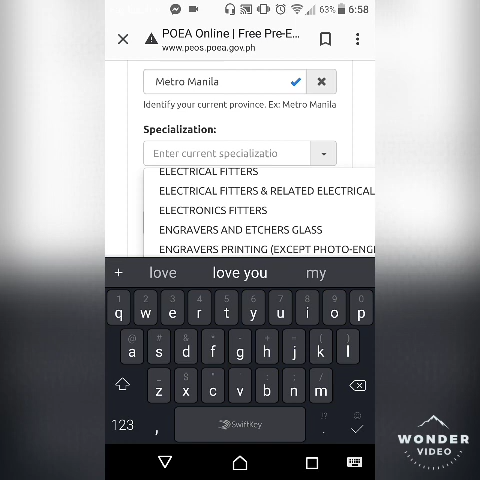 63% 6:58
POEA Online | Free Pre-E...
www.peos.poea.gov.ph
Metro Manila
Identify your current province. Ex: Metro Manila
Specialization:
Enter current specializatio
ELECTRICAL FITTERS
ELECTRICAL FITTERS & RELATED ELECTRICAL
ELECTRONICS FITTERS
ENGRAVERS AND ETCHERS GLASS
ENGRAVERS PRINTING (EXCEPT PHOTO-ENGR
+ love love you my
1 2 3 4 5 6 7 8 9 0
q w e r t y u i o p
a s d f g h j k l
z x c v b n m
123 , SwiftKey .
WONDER
VIDEO